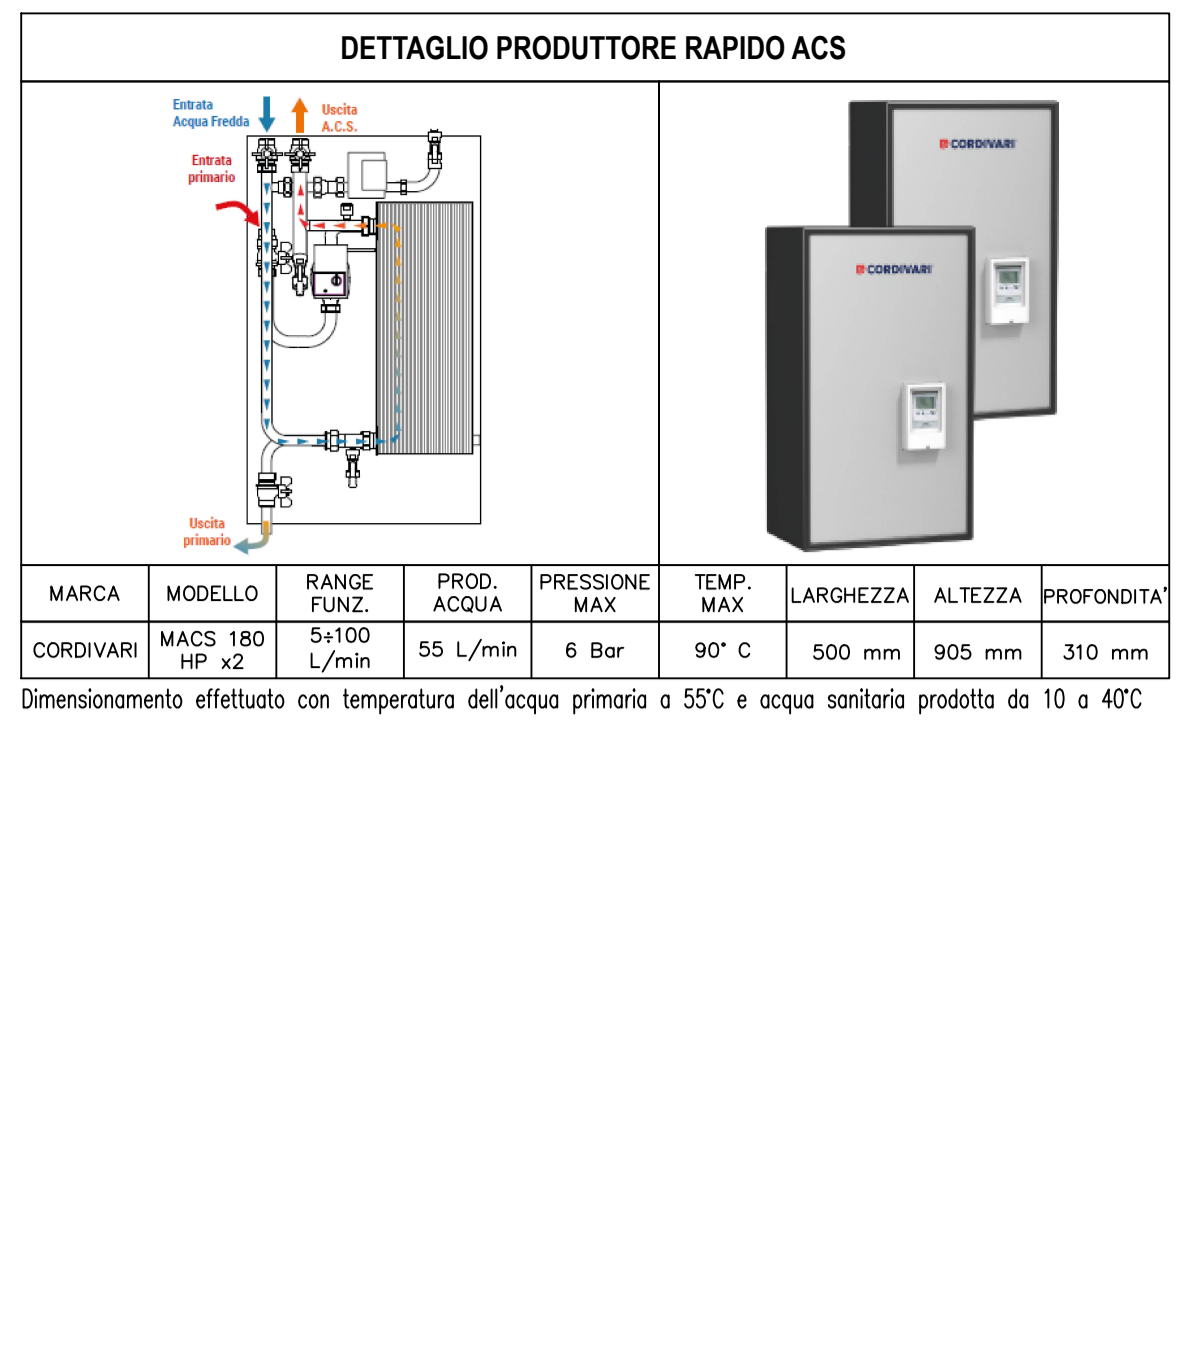 DETTAGLIO PRODUTTORE RAPIDO ACS
Entrata
Acqua Fredda
Uscita
A.C.S.
Entrata
primario
Uscita
primario
CORDIVARI
CORDIVARI
MARCA
MODELLO
RANGE
FUNZ.
PROD.
ACQUA
PRESSIONE
MAX
TEMP.
MAX
LARGHEZZA
ALTEZZA
PROFONDITA'
CORDIVARI
MACS 180
HP x2
5÷100
L/min
55 L/min
6 Bar
90° C
500 mm
905 mm
310 mm
Dimensionamento effettuato con temperatura dell'acqua primaria a 55°C e acqua sanitaria prodotta da 10 a 40°C